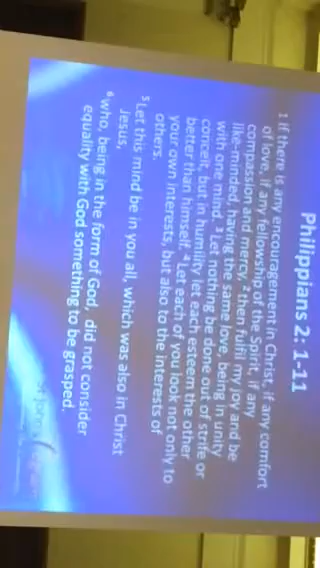 Philippians 2: 1-11
1 If there is any encouragement in Christ, if any comfort
of love, if any fellowship of the Spirit, if any
compassion and mercy, 2 then fulfil my joy and be
like-minded, having the same love, being in unity
with one mind. 3 Let nothing be done out of strife or
conceit, but in humility let each esteem the other
better than himself. 4 Let each of you look not only to
your own interests, but also to the interests of
others.
5 Let this mind be in you all, which was also in Christ
Jesus,
6 who, being in the form of God, did not consider
equality with God something to be grasped.
St John's